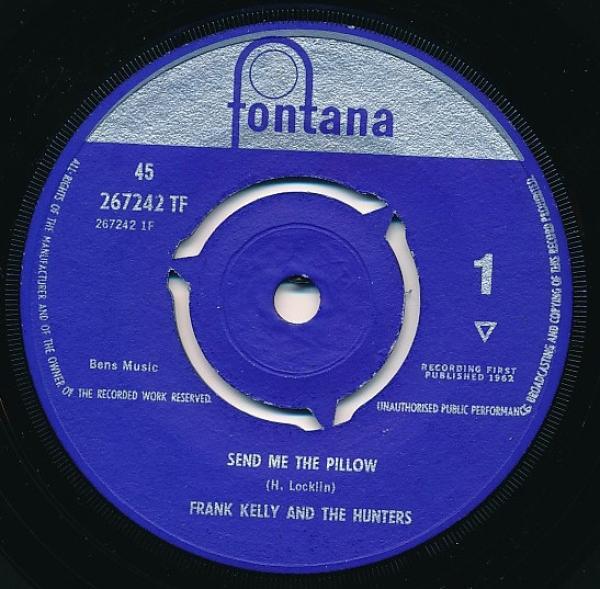 fontana
45
267242 TF
267242 1F
1
Bens Music
RECORDING FIRST
PUBLISHED 1962
ALL RIGHTS OF THE MANUFACTURER AND OF THE OWNER OF THE RECORDED WORK RESERVED.
UNAUTHORISED PUBLIC PERFORMANCE, BROADCASTING AND COPYING OF THIS RECORD PROHIBITED.
SEND ME THE PILLOW
(H. Locklin)
FRANK KELLY AND THE HUNTERS